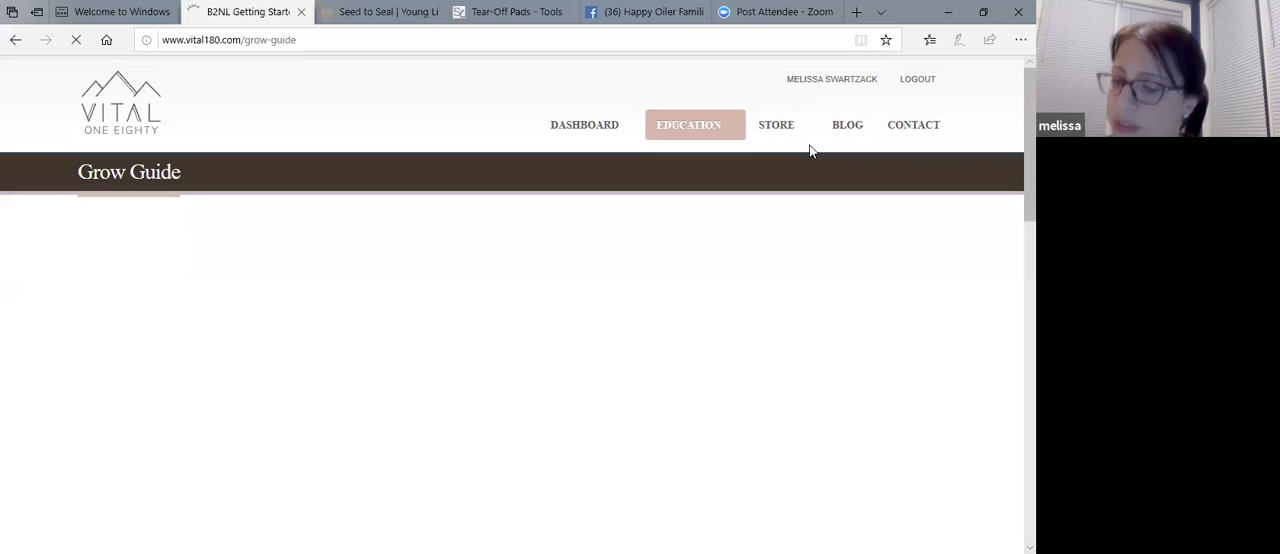 Welcome to Windows
B2NL Getting Starte
Seed to Seal | Young Li
Tear-Off Pads - Tools
(36) Happy Oiler Famili
Post Attendee - Zoom
www.vital180.com/grow-guide
MELISSA SWARTZACK
LOGOUT
VITAL
ONE EIGHTY
DASHBOARD
EDUCATION
STORE
BLOG
CONTACT
melissa
Grow Guide